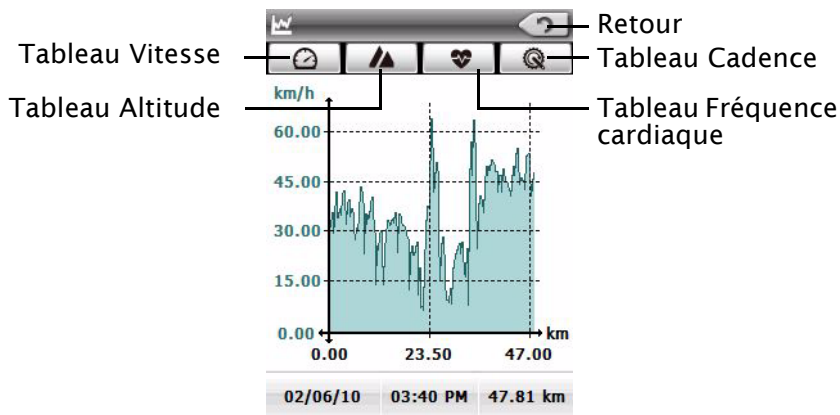 Retour
Tableau Vitesse
Tableau Cadence
Tableau Altitude
Tableau Fréquence
cardiaque
km/h
60.00
45.00
30.00
15.00
0.00
km
0.00 23.50 47.00
02/06/10 03:40 PM 47.81 km